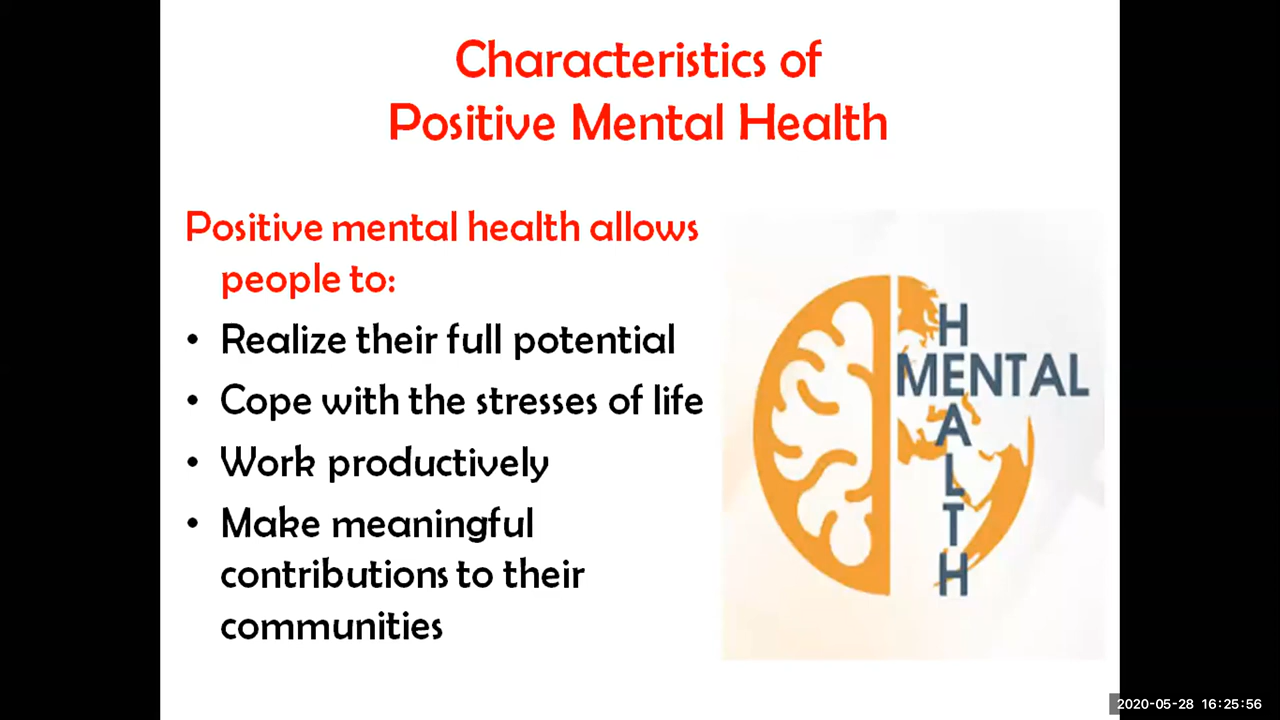 Characteristics of
Positive Mental Health
Positive mental health allows
people to:
• Realize their full potential
• Cope with the stresses of life
• Work productively
• Make meaningful
contributions to their
communities
MENTAL
HEALTH
2020-05-28 16:25:56